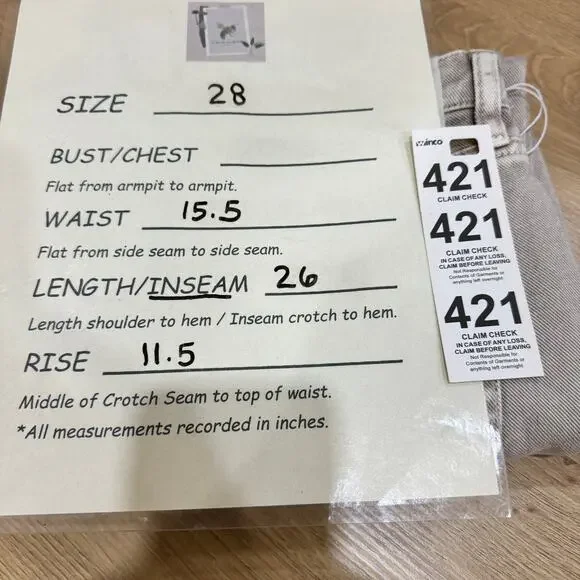 SIZE 28
BUST/CHEST
Flat from armpit to armpit.
WAIST 15.5
Flat from side seam to side seam.
LENGTH/INSEAM 26
Length shoulder to hem / Inseam crotch to hem.
RISE 11.5
Middle of Crotch Seam to top of waist.
*All measurements recorded in inches.
winco
421
CLAIM CHECK
421
CLAIM CHECK
IN CASE OF ANY LOSS,
CLAIM BEFORE LEAVING
Not Responsible for
Contents of Garments or
anything left overnight
421
CLAIM CHECK
IN CASE OF ANY LOSS,
CLAIM BEFORE LEAVING
Not Responsible for
Contents of Garments or
anything left overnight